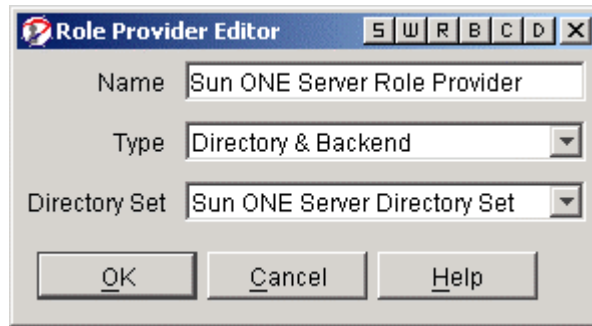 Role Provider Editor S W R B C D X
Name Sun ONE Server Role Provider
Type Directory & Backend
Directory Set Sun ONE Server Directory Set
OK Cancel Help